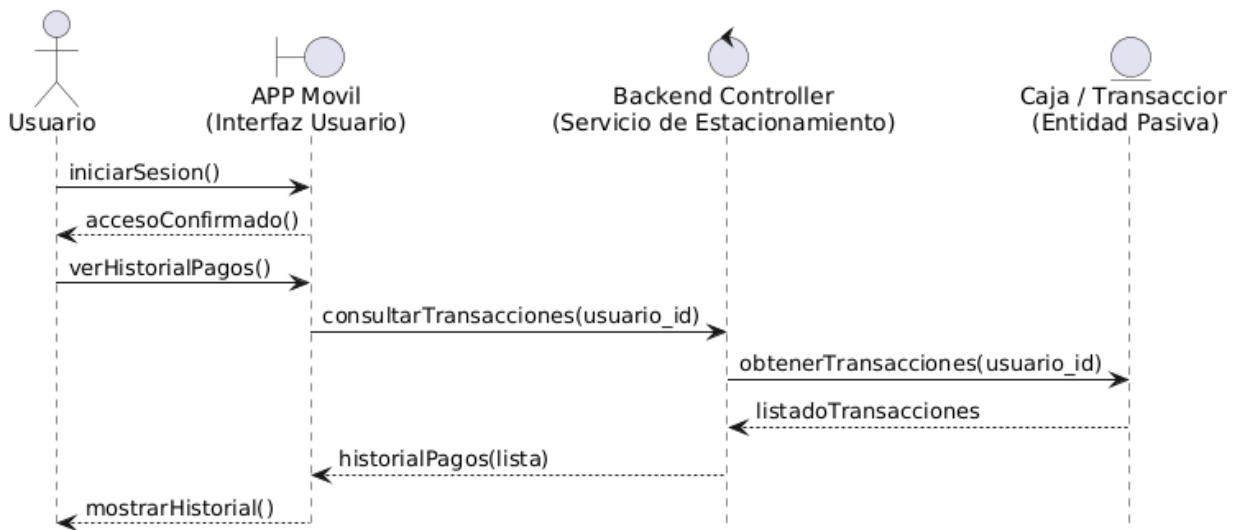 Usuario
APP Movil
(Interfaz Usuario)
Backend Controller
(Servicio de Estacionamiento)
Caja / Transaccior
(Entidad Pasiva)
iniciarSesion()
accesoConfirmado()
verHistorialPagos()
consultarTransacciones(usuario_id)
obtenerTransacciones(usuario_id)
listadoTransacciones
historialPagos(lista)
mostrarHistorial()